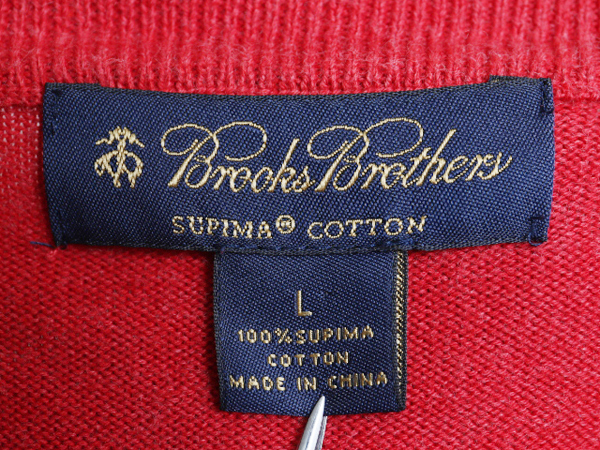 Brooks Brothers
SUPIMA® COTTON
L
100% SUPIMA
COTTON
MADE IN CHINA